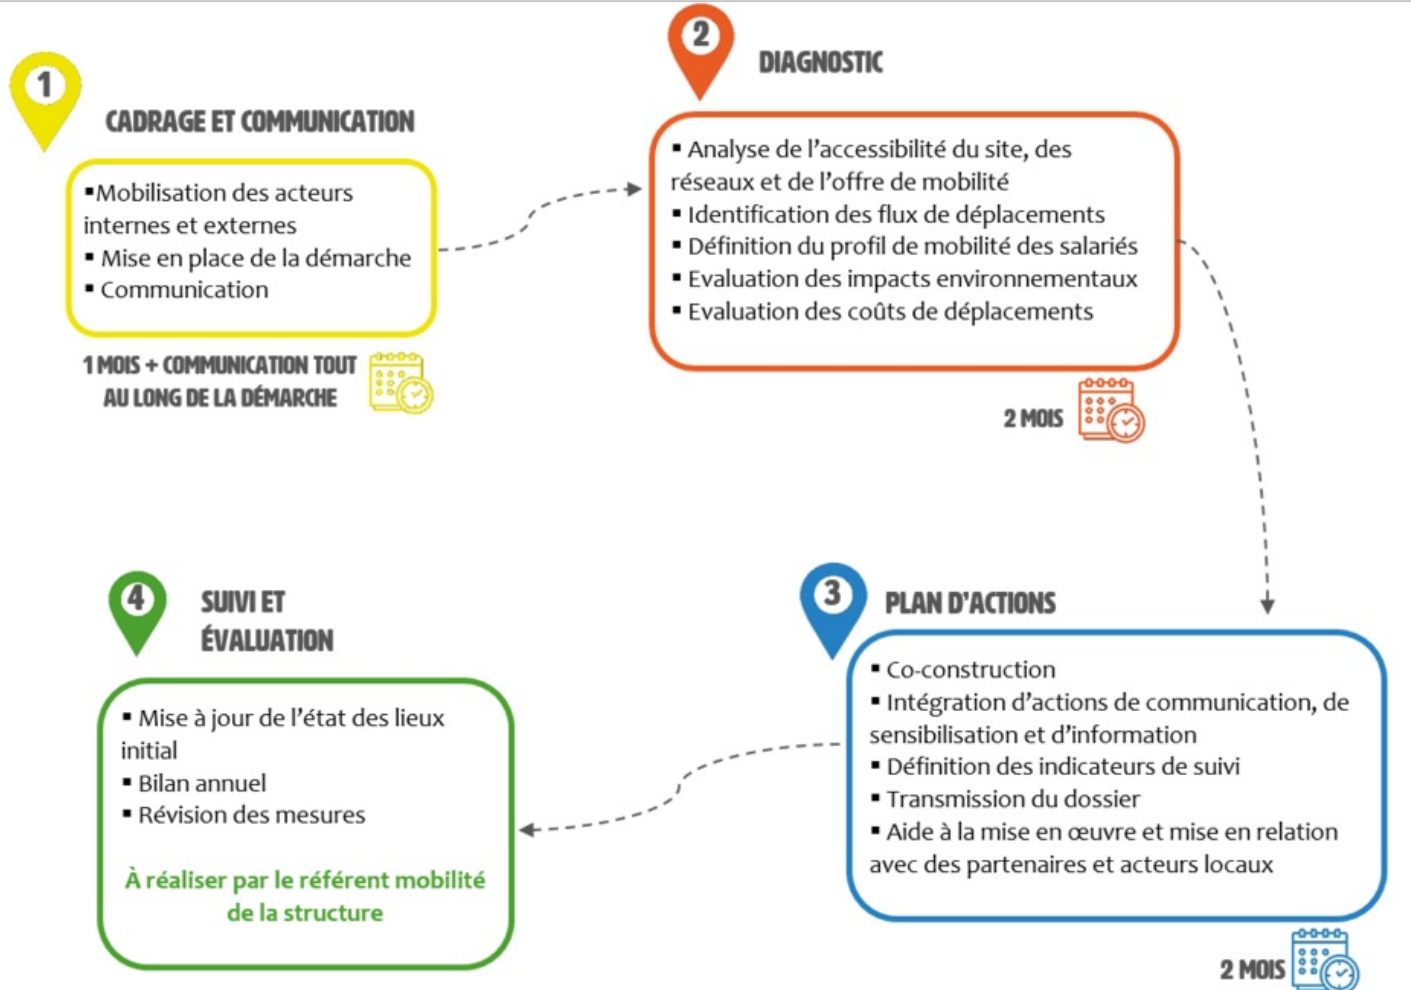 1
CADRAGE ET COMMUNICATION
▪Mobilisation des acteurs
internes et externes
▪ Mise en place de la démarche
▪ Communication
1 MOIS + COMMUNICATION TOUT
AU LONG DE LA DÉMARCHE
2
DIAGNOSTIC
▪ Analyse de l’accessibilité du site, des
réseaux et de l’offre de mobilité
▪ Identification des flux de déplacements
▪ Définition du profil de mobilité des salariés
▪ Evaluation des impacts environnementaux
▪ Evaluation des coûts de déplacements
2 MOIS
3
PLAN D’ACTIONS
▪ Co-construction
▪ Intégration d’actions de communication, de
sensibilisation et d’information
▪ Définition des indicateurs de suivi
▪ Transmission du dossier
▪ Aide à la mise en œuvre et mise en relation
avec des partenaires et acteurs locaux
2 MOIS
4
SUIVI ET
ÉVALUATION
▪ Mise à jour de l’état des lieux
initial
▪ Bilan annuel
▪ Révision des mesures
À réaliser par le référent mobilité
de la structure